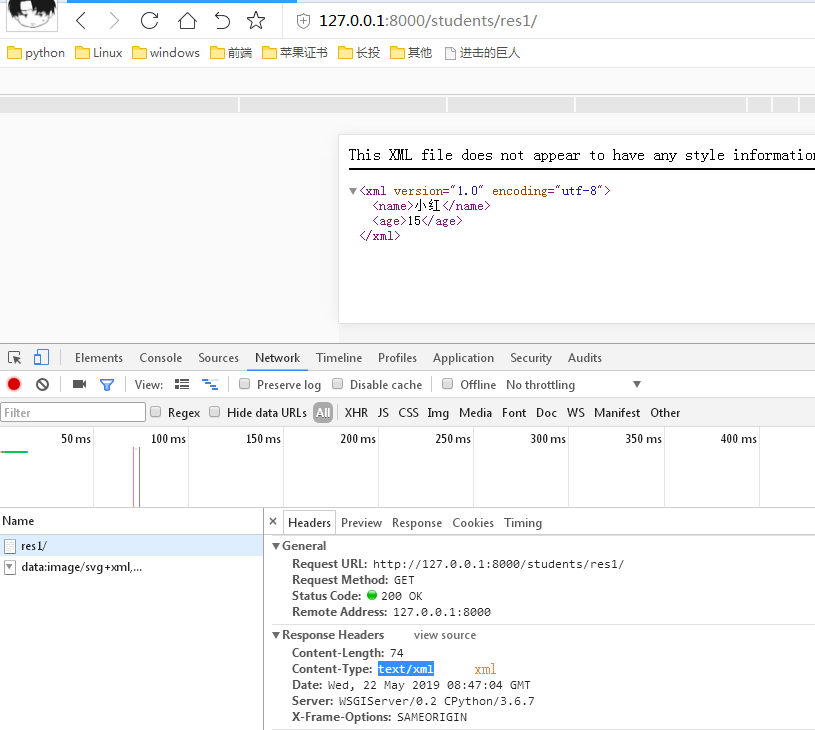 127.0.0.1:8000/students/res1/
python Linux windows 前端 苹果证书 长投 其他 进击的巨人
This XML file does not appear to have any style information
<xml version="1.0" encoding="utf-8">
<name>小红</name>
<age>15</age>
</xml>
Elements Console Sources Network Timeline Profiles Application Security Audits
View: Preserve log Disable cache Offline No throttling
Filter Regex Hide data URLs All XHR JS CSS Img Media Font Doc WS Manifest Other
50 ms 100 ms 150 ms 200 ms 250 ms 300 ms 350 ms 400 ms
Name × Headers Preview Response Cookies Timing
res1/
data:image/svg+xml,...
General
Request URL: http://127.0.0.1:8000/students/res1/
Request Method: GET
Status Code: 200 OK
Remote Address: 127.0.0.1:8000
Response Headers view source
Content-Length: 74
Content-Type: text/xml xml
Date: Wed, 22 May 2019 08:47:04 GMT
Server: WSGIServer/0.2 CPython/3.6.7
X-Frame-Options: SAMEORIGIN